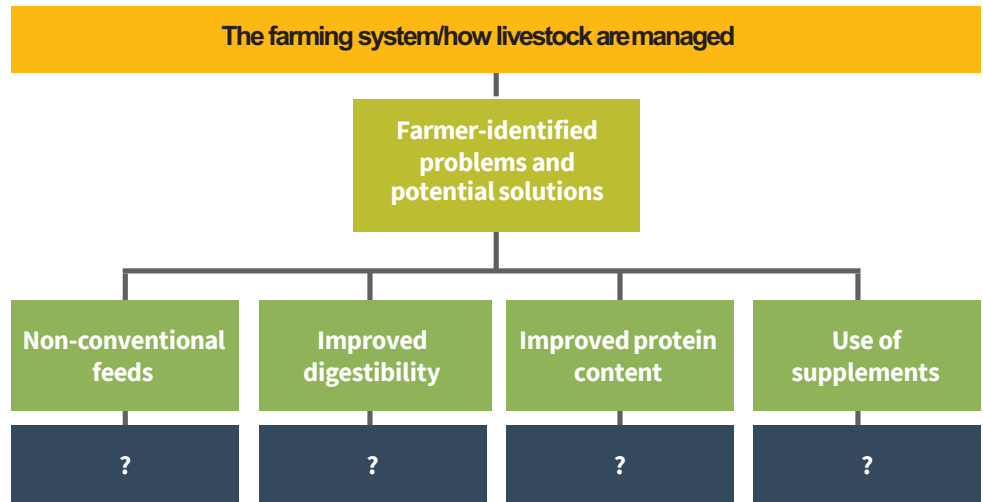 The farming system/how livestock are managed
Farmer-identified
problems and
potential solutions
Non-conventional
feeds
Improved
digestibility
Improved protein
content
Use of
supplements
?
?
?
?